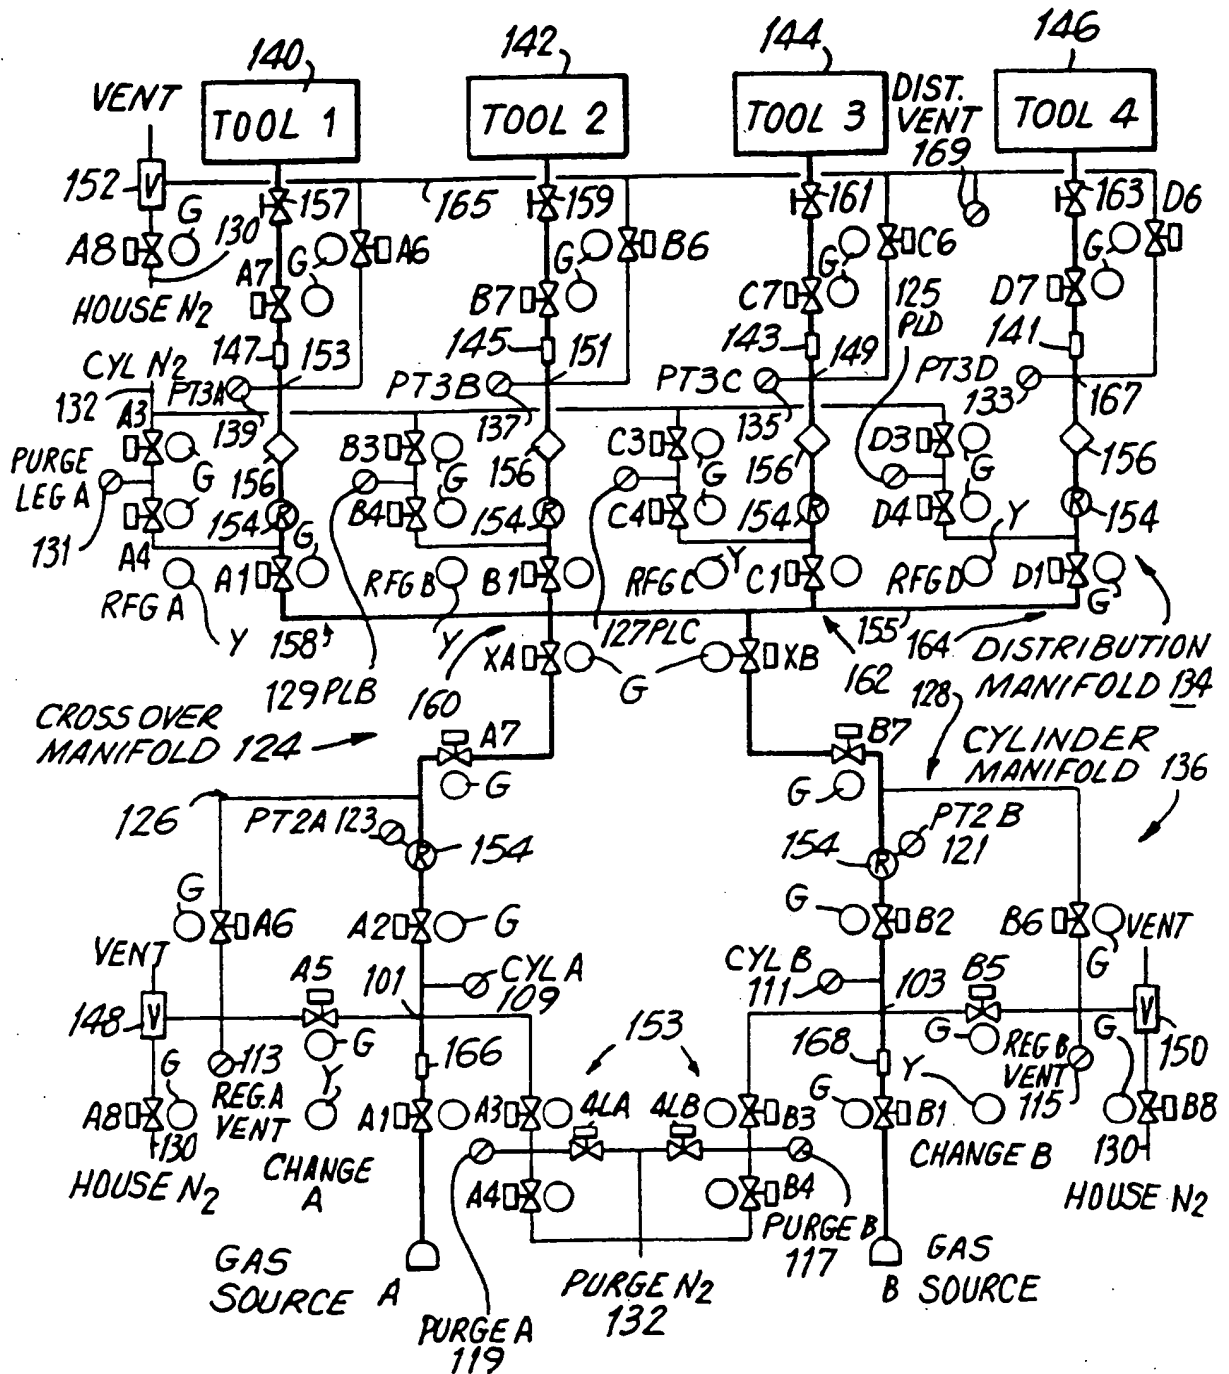 140
142
144
146
VENT
TOOL 1
TOOL 2
TOOL 3
DIST.
VENT
169
TOOL 4
152
V
157
165
159
161
163
D6
A8
G
130
A7
G
A6
B7
G
B6
C7
G
C6
125
PLD
D7
G
HOUSE N2
147
153
145
151
143
149
141
CYL N2
132
PT3A
PT3B
PT3C
PT3D
133
167
A3
139
137
135
G
B3
C3
D3
PURGE
LEG A
G
156
G
156
G
156
G
156
154
R
B4
154
R
C4
154
R
D4
Y
R
154
131
A4
G
RFG A
A1
RFG B
B1
RFG C
Y
C1
RFG D
D1
G
Y
158
Y
127 PLC
155
164
DISTRIBUTION
MANIFOLD 134
129 PLB
160
XA
G
XB
162
128
CROSS OVER
MANIFOLD 124
A7
B7
CYLINDER
MANIFOLD
136
G
G
126
PT2A 123
R
154
154
R
PT2B
121
G
A6
A2
G
G
B2
B6
G
VENT
VENT
A5
CYL A
109
CYL B
111
B5
101
103
148
V
153
V
150
G
113
G
166
168
Y
G
REG B
VENT
115
G
REG.A
VENT
Y
A8
A1
A3
4LA
4LB
B3
G
B1
B8
130
HOUSE N2
CHANGE
A
A4
B4
CHANGE B
130
HOUSE N2
PURGE B
117
GAS
SOURCE A
PURGE N2
132
B GAS
SOURCE
PURGE A
119